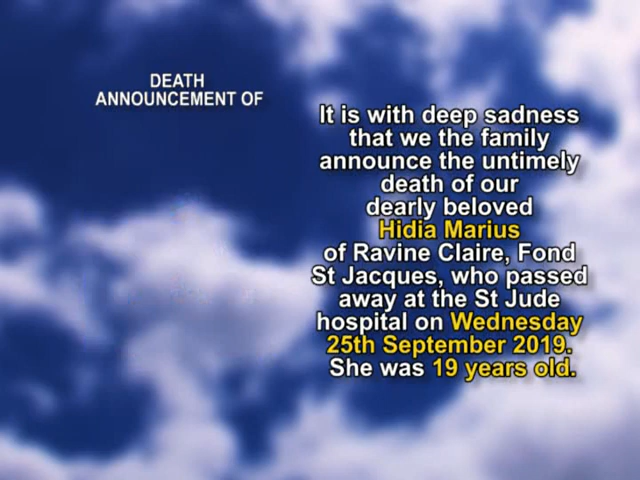 DEATH
ANNOUNCEMENT OF
It is with deep sadness
that we the family
announce the untimely
death of our
dearly beloved
Hidia Marius
of Ravine Claire, Fond
St Jacques, who passed
away at the St Jude
hospital on Wednesday
25th September 2019.
She was 19 years old.